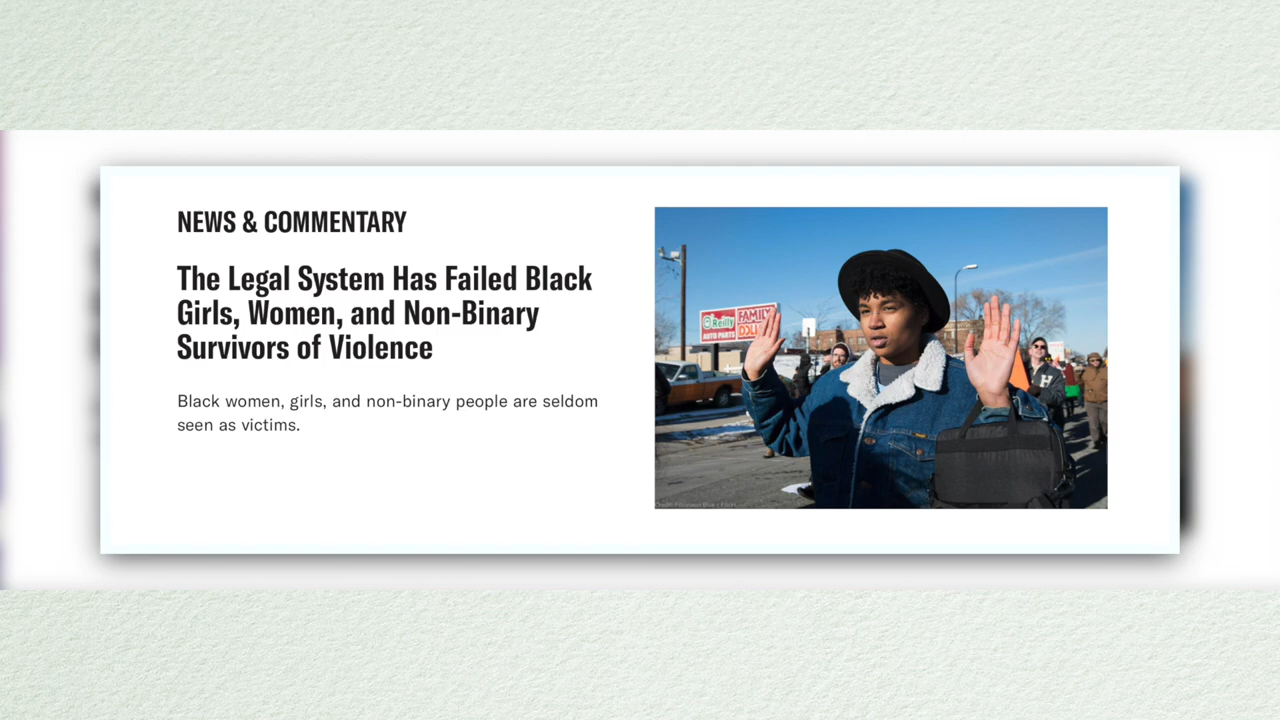 NEWS & COMMENTARY
The Legal System Has Failed Black
Girls, Women, and Non-Binary
Survivors of Violence
Black women, girls, and non-binary people are seldom
seen as victims.
O'Reilly
AUTO PARTS
FAMILY
H